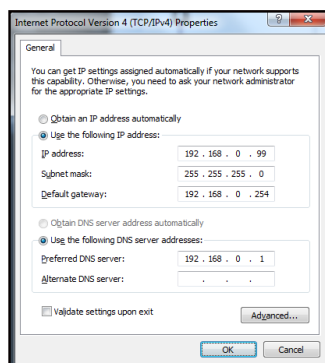 Internet Protocol Version 4 (TCP/IPv4) Properties
General
You can get IP settings assigned automatically if your network supports
this capability. Otherwise, you need to ask your network administrator
for the appropriate IP settings.
Obtain an IP address automatically
Use the following IP address:
IP address: 192 . 168 . 0 . 99
Subnet mask: 255 . 255 . 255 . 0
Default gateway: 192 . 168 . 0 . 254
Obtain DNS server address automatically
Use the following DNS server addresses:
Preferred DNS server: 192 . 168 . 0 . 1
Alternate DNS server: . . .
Validate settings upon exit
Advanced...
OK Cancel